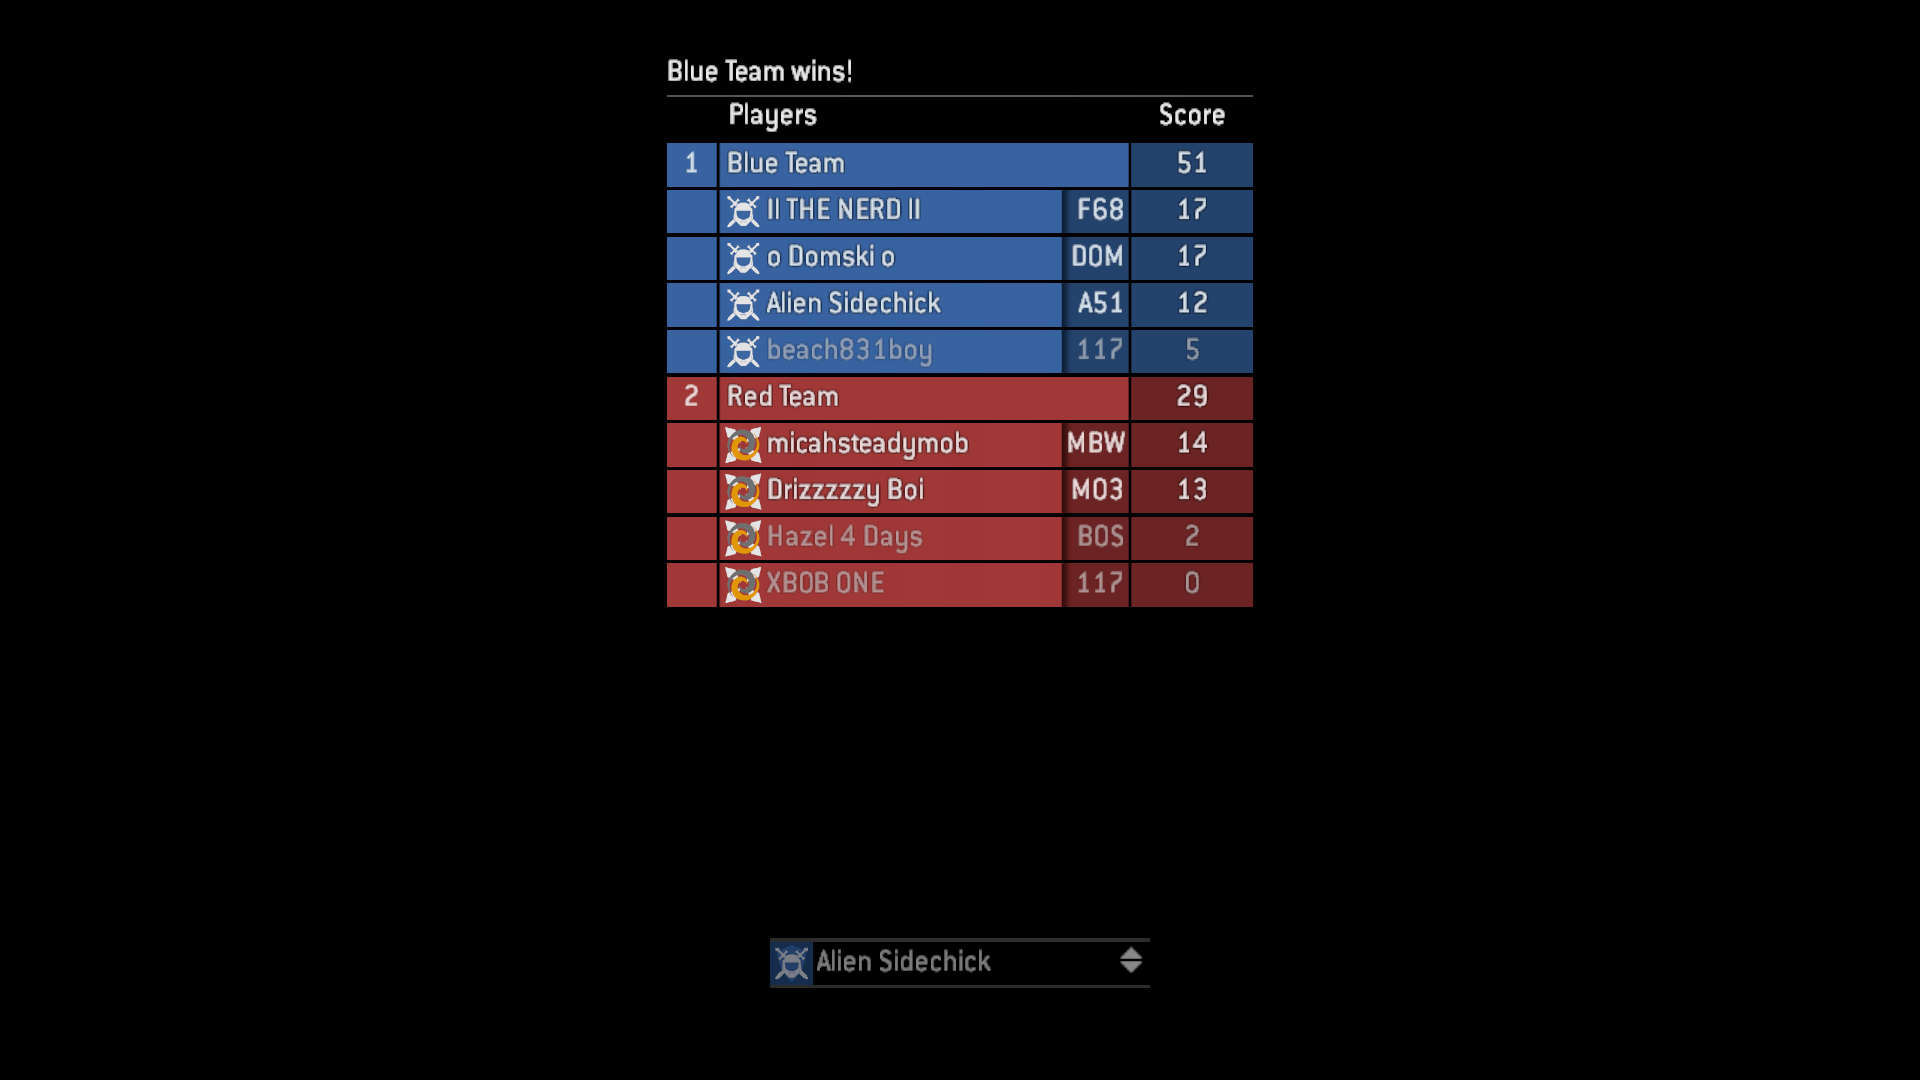 Blue Team wins!
Players Score
1 Blue Team 51
II THE NERD II F68 17
o Domski o DOM 17
Alien Sidechick A51 12
beach831boy 117 5
2 Red Team 29
micahsteadymob MBW 14
Drizzzzzy Boi M03 13
Hazel 4 Days BOS 2
XBOB ONE 117 0
Alien Sidechick